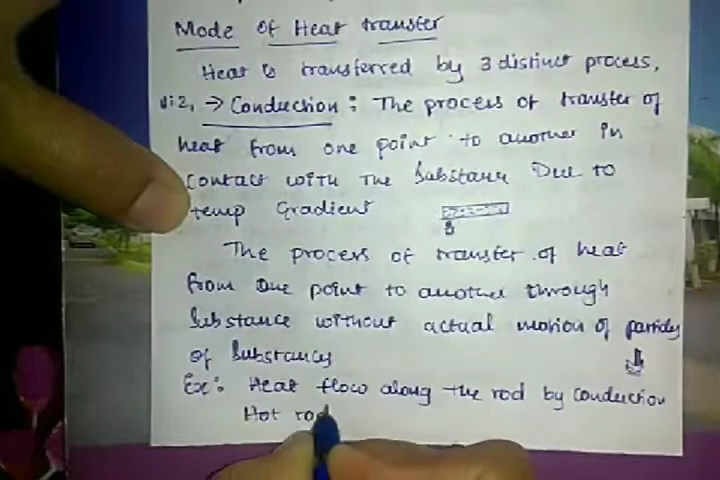 Mode of Heat transfer
Heat is transferred by 3 distinct process,
viz, → Conduction : The process of transfer of
heat from one point to another in
contact with The Substance Due to
temp Gradient
The process of transfer of heat
from One point to another through
Substance without actual motion of particles
of Substances
Ex: Heat flow along the rod by conduction
Hot rod